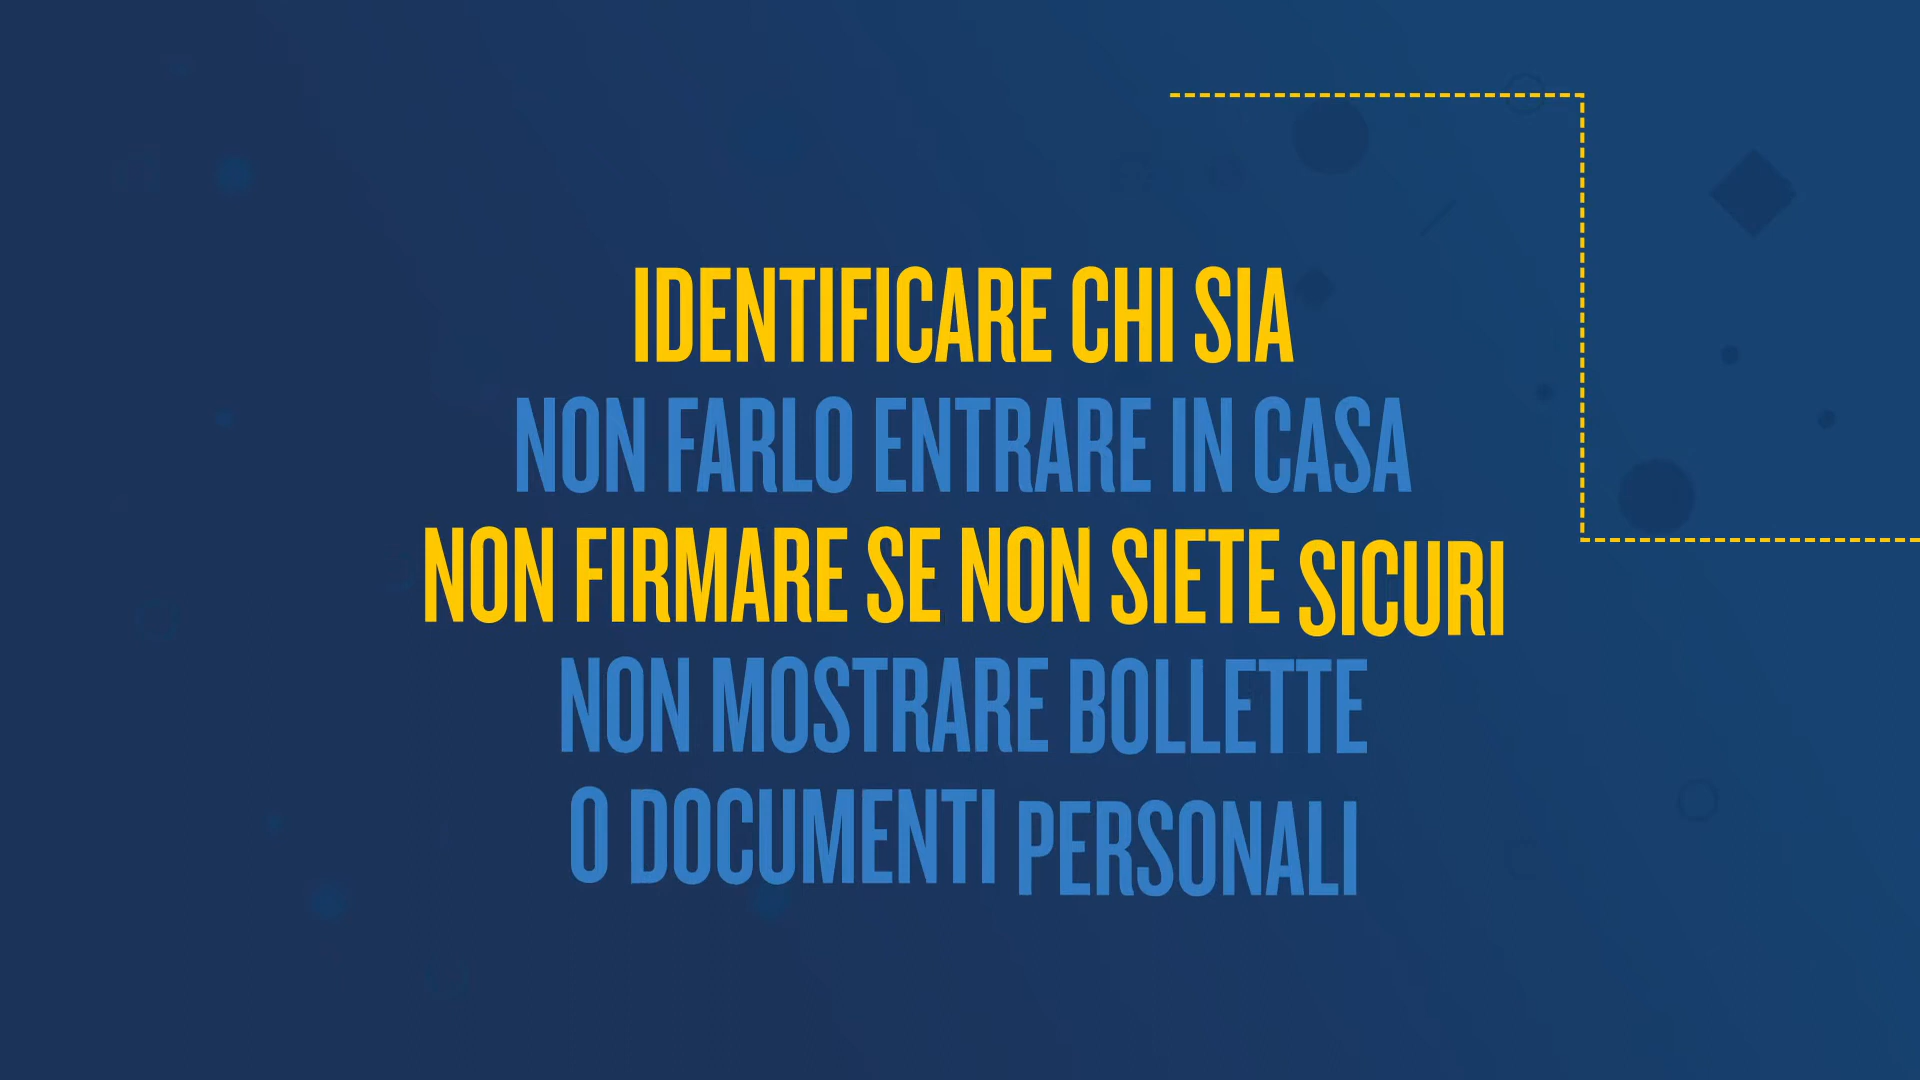 IDENTIFICARE CHI SIA
NON FARLO ENTRARE IN CASA
NON FIRMARE SE NON SIETE SICURI
NON MOSTRARE BOLLETTE
O DOCUMENTI PERSONALI